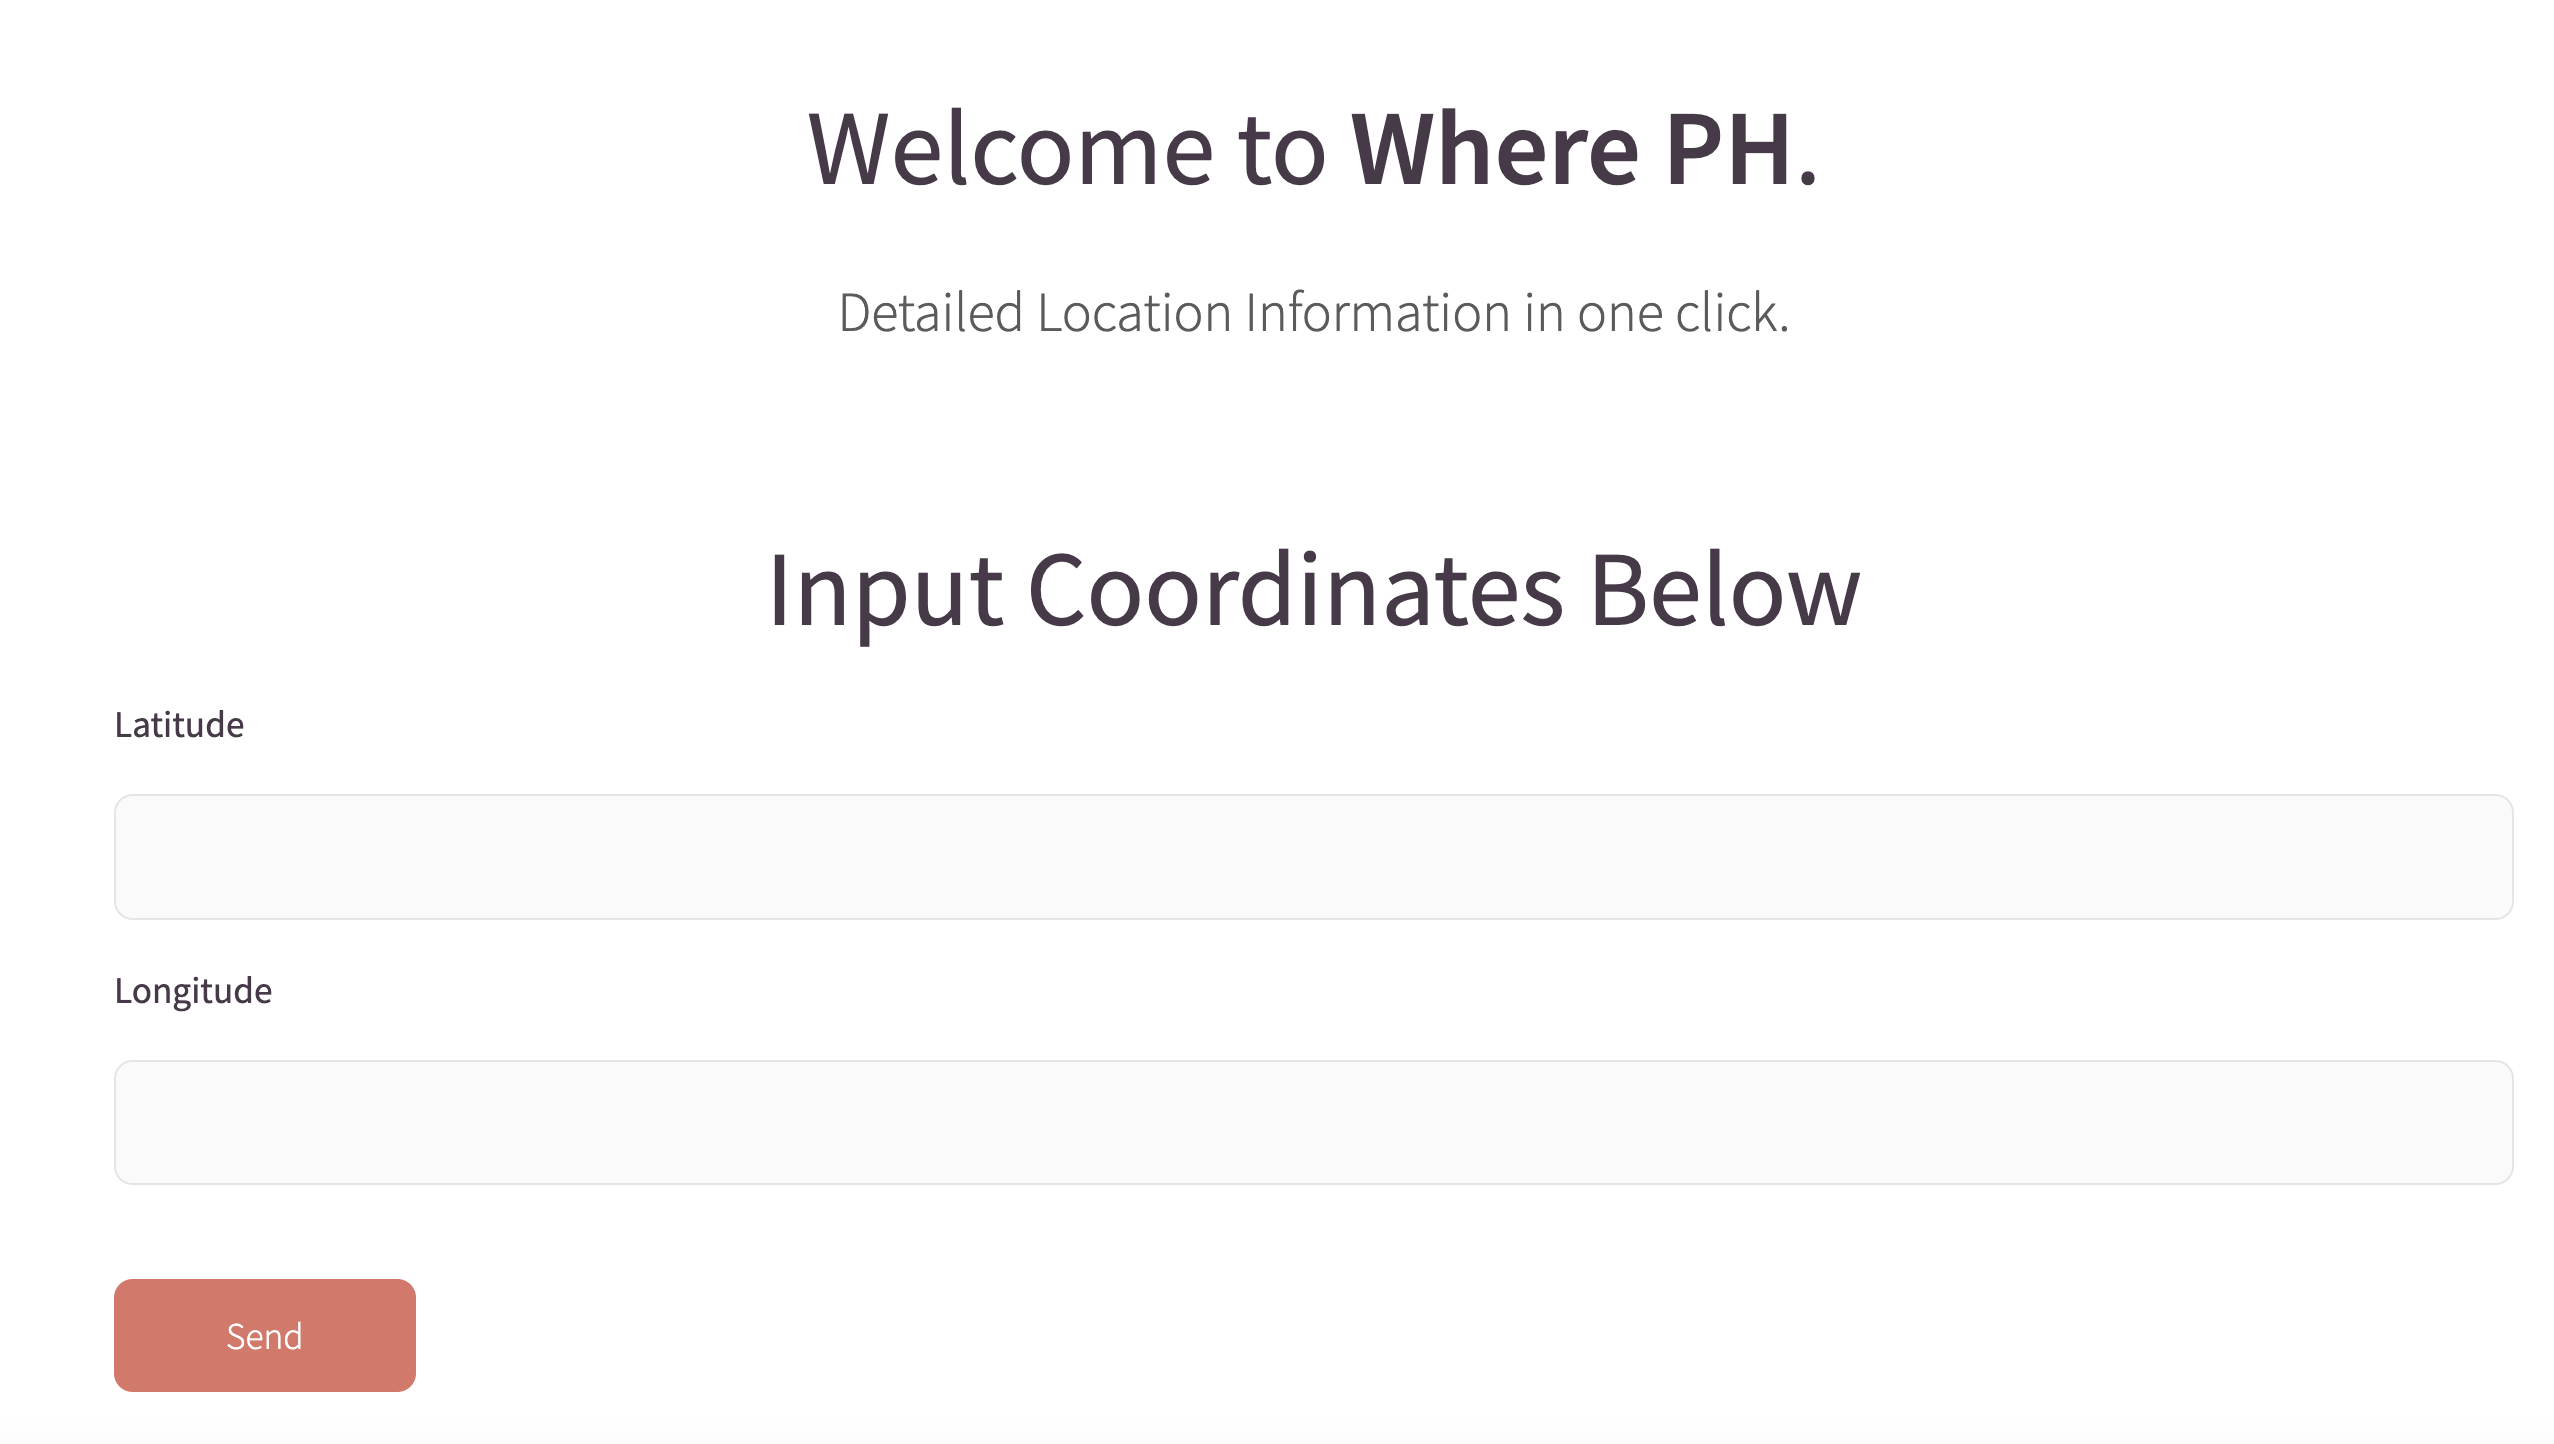 Welcome to Where PH.
Detailed Location Information in one click.
Input Coordinates Below
Latitude
Longitude
Send